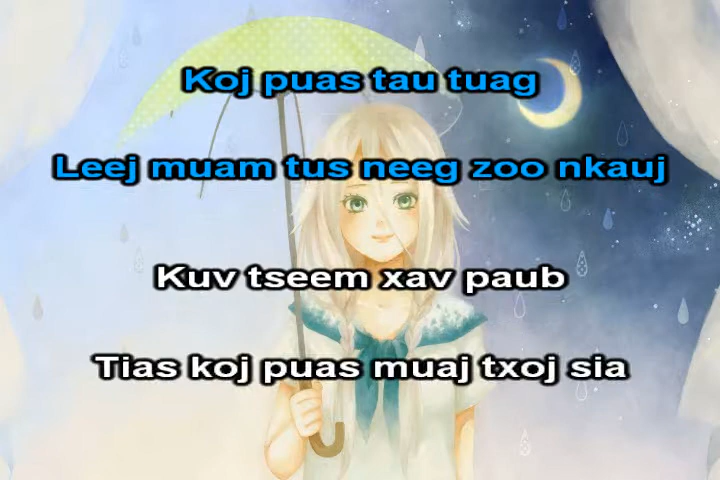 Koj puas tau tuag
Leej muam tus neeg zoo nkauj
Kuv tseem xav paub
Tias koj puas muaj txoj sia